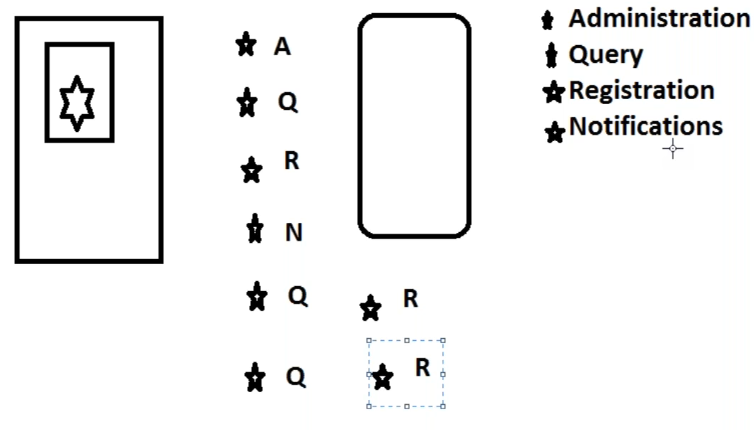 A
Q
R
N
Q R
Q R
Administration
Query
Registration
Notifications